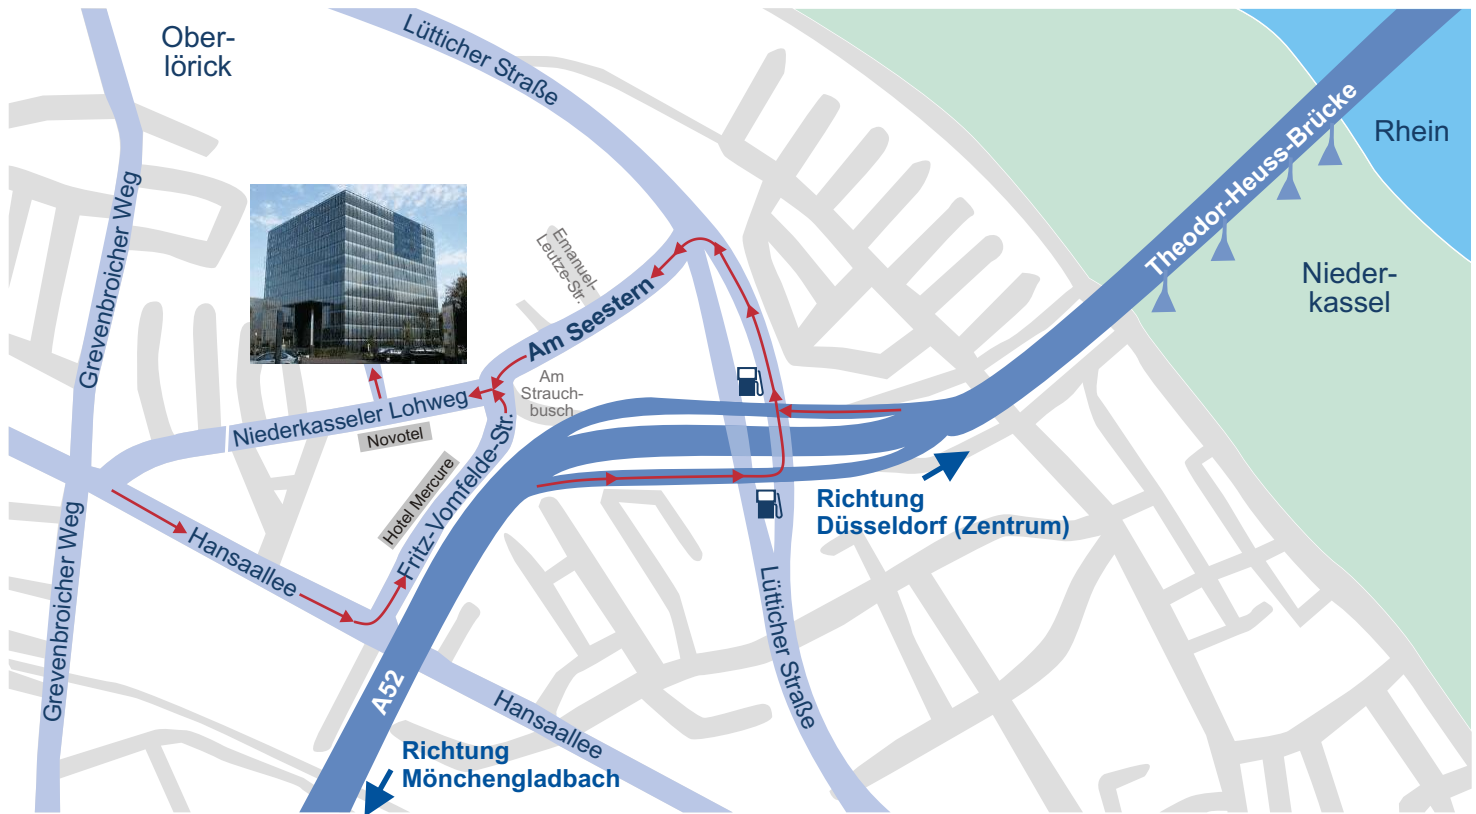 Ober-
lörick
Lütticher Straße
Theodor-Heuss-Brücke
Rhein
Grevenbroicher Weg
Emanuel-
Leutze-Str.
Nieder-
kassel
Am Seestern
Am
Strauch-
busch
Niederkasseler Lohweg
Novotel
Hotel Mercure
Fritz-Vomfelde-Str.
Richtung
Düsseldorf (Zentrum)
Hansaallee
Grevenbroicher Weg
Lütticher Straße
A52
Hansaallee
Richtung
Mönchengladbach